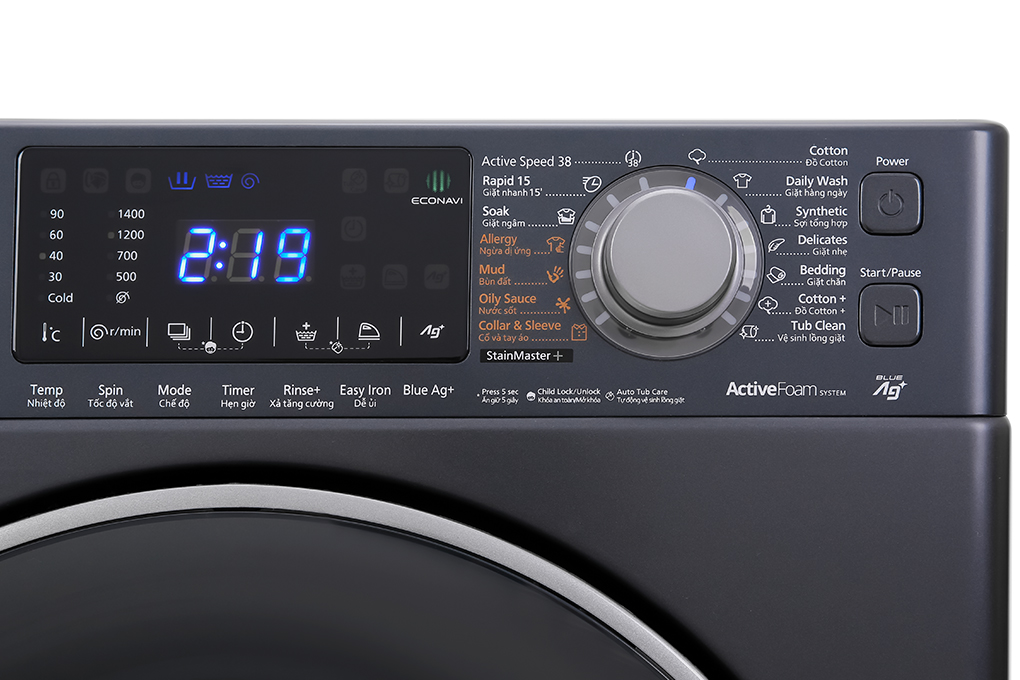 ECONAVI
90 1400
60 1200
40 700
30 500
Cold
2:19
°C
r/min
Ag+
Temp
Nhiệt độ
Spin
Tốc độ vắt
Mode
Chế độ
Timer
Hẹn giờ
Rinse+
Xả tăng cường
Easy Iron
Dễ ủi
Blue Ag+
Active Speed 38
38
Rapid 15
Giặt nhanh 15'
Soak
Giặt ngâm
Allergy
Ngừa dị ứng
Mud
Bùn đất
Oily Sauce
Nước sốt
Collar & Sleeve
Cổ và tay áo
StainMaster+
Cotton
Đồ Cotton
Daily Wash
Giặt hàng ngày
Synthetic
Sợi tổng hợp
Delicates
Giặt nhẹ
Bedding
Giặt chăn
Cotton +
Đồ Cotton +
Tub Clean
Vệ sinh lồng giặt
Power
Start/Pause
Press 5 sec
Ấn giữ 5 giây
Child Lock/Unlock
Khóa an toàn/Mở khóa
Auto Tub Care
Tự động vệ sinh lồng giặt
ActiveFoam SYSTEM
BLUE
Ag+